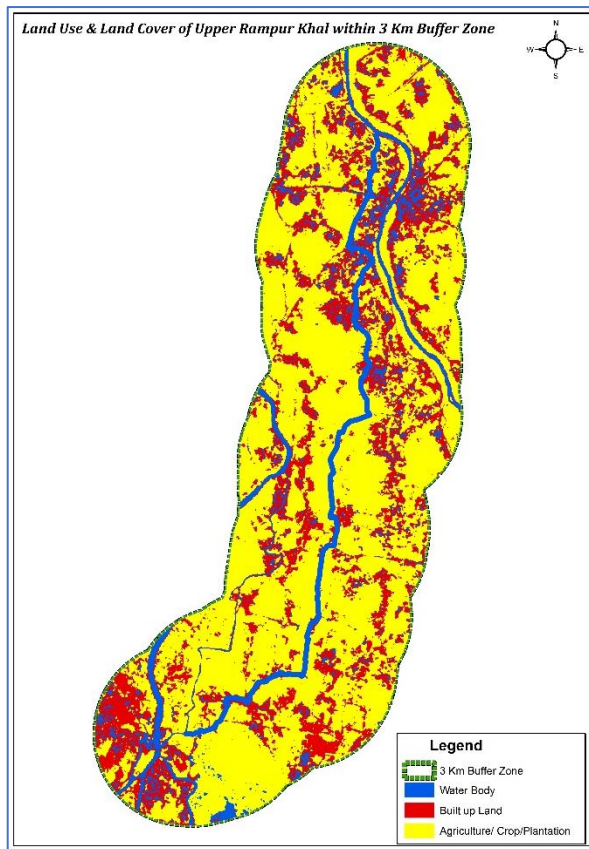 Land Use & Land Cover of Upper Rampur Khal within 3 Km Buffer Zone
N
W
E
S
Legend
3 Km Buffer Zone
Water Body
Built up Land
Agriculture/ Crop/Plantation